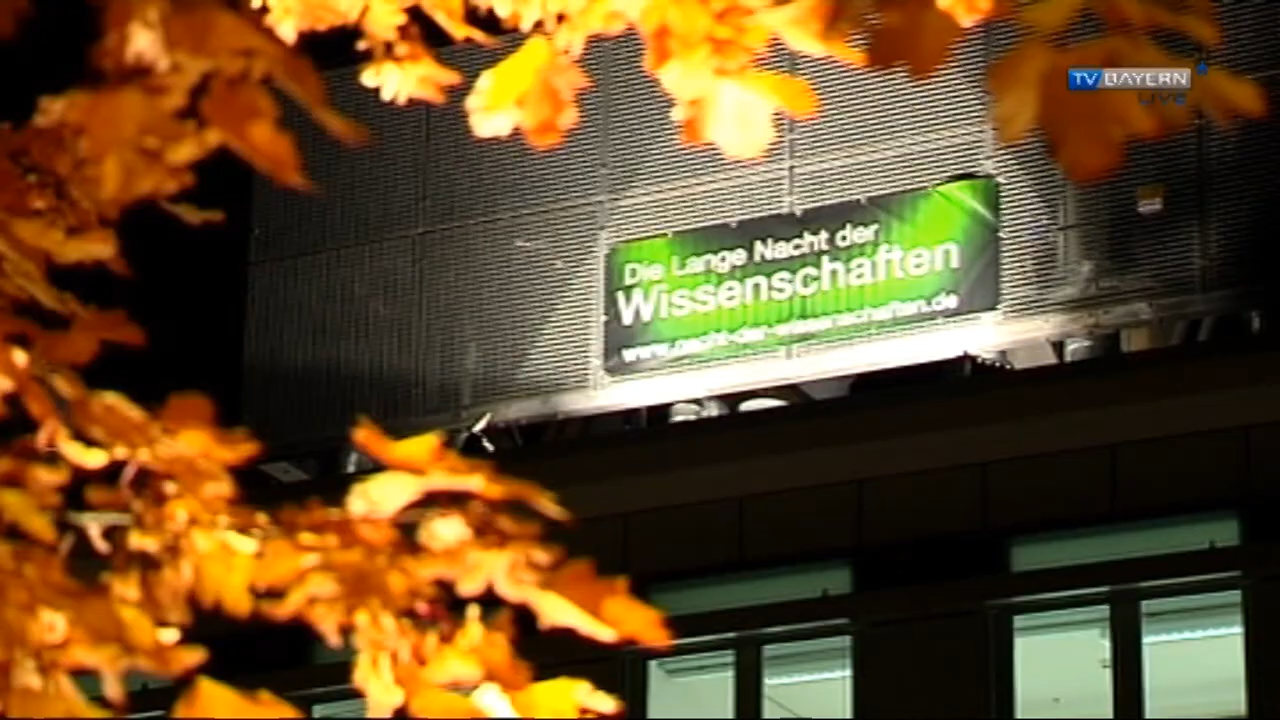 TV BAYERN
LIVE
Die Lange Nacht der
Wissenschaften
www.nacht-der-wissenschaften.de